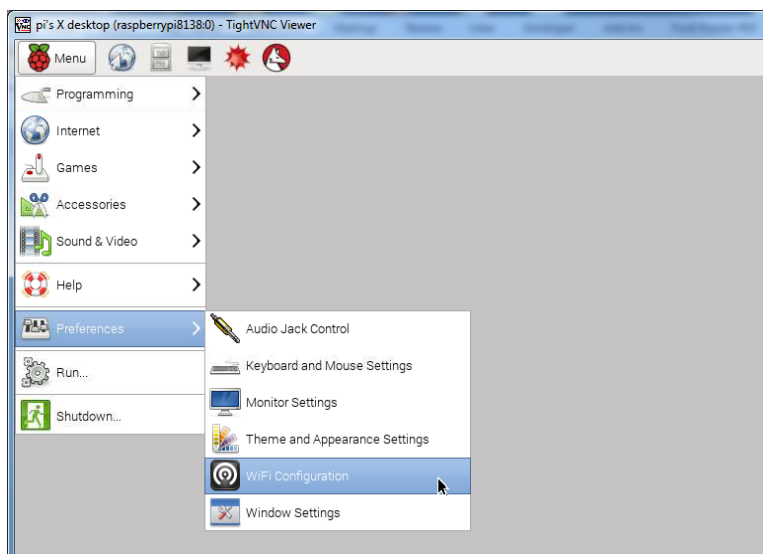 pi's X desktop (raspberrypi8138:0) - TightVNC Viewer
Menu
Programming
Internet
Games
Accessories
Sound & Video
Help
Preferences
Run...
Shutdown...
Audio Jack Control
Keyboard and Mouse Settings
Monitor Settings
Theme and Appearance Settings
WiFi Configuration
Window Settings